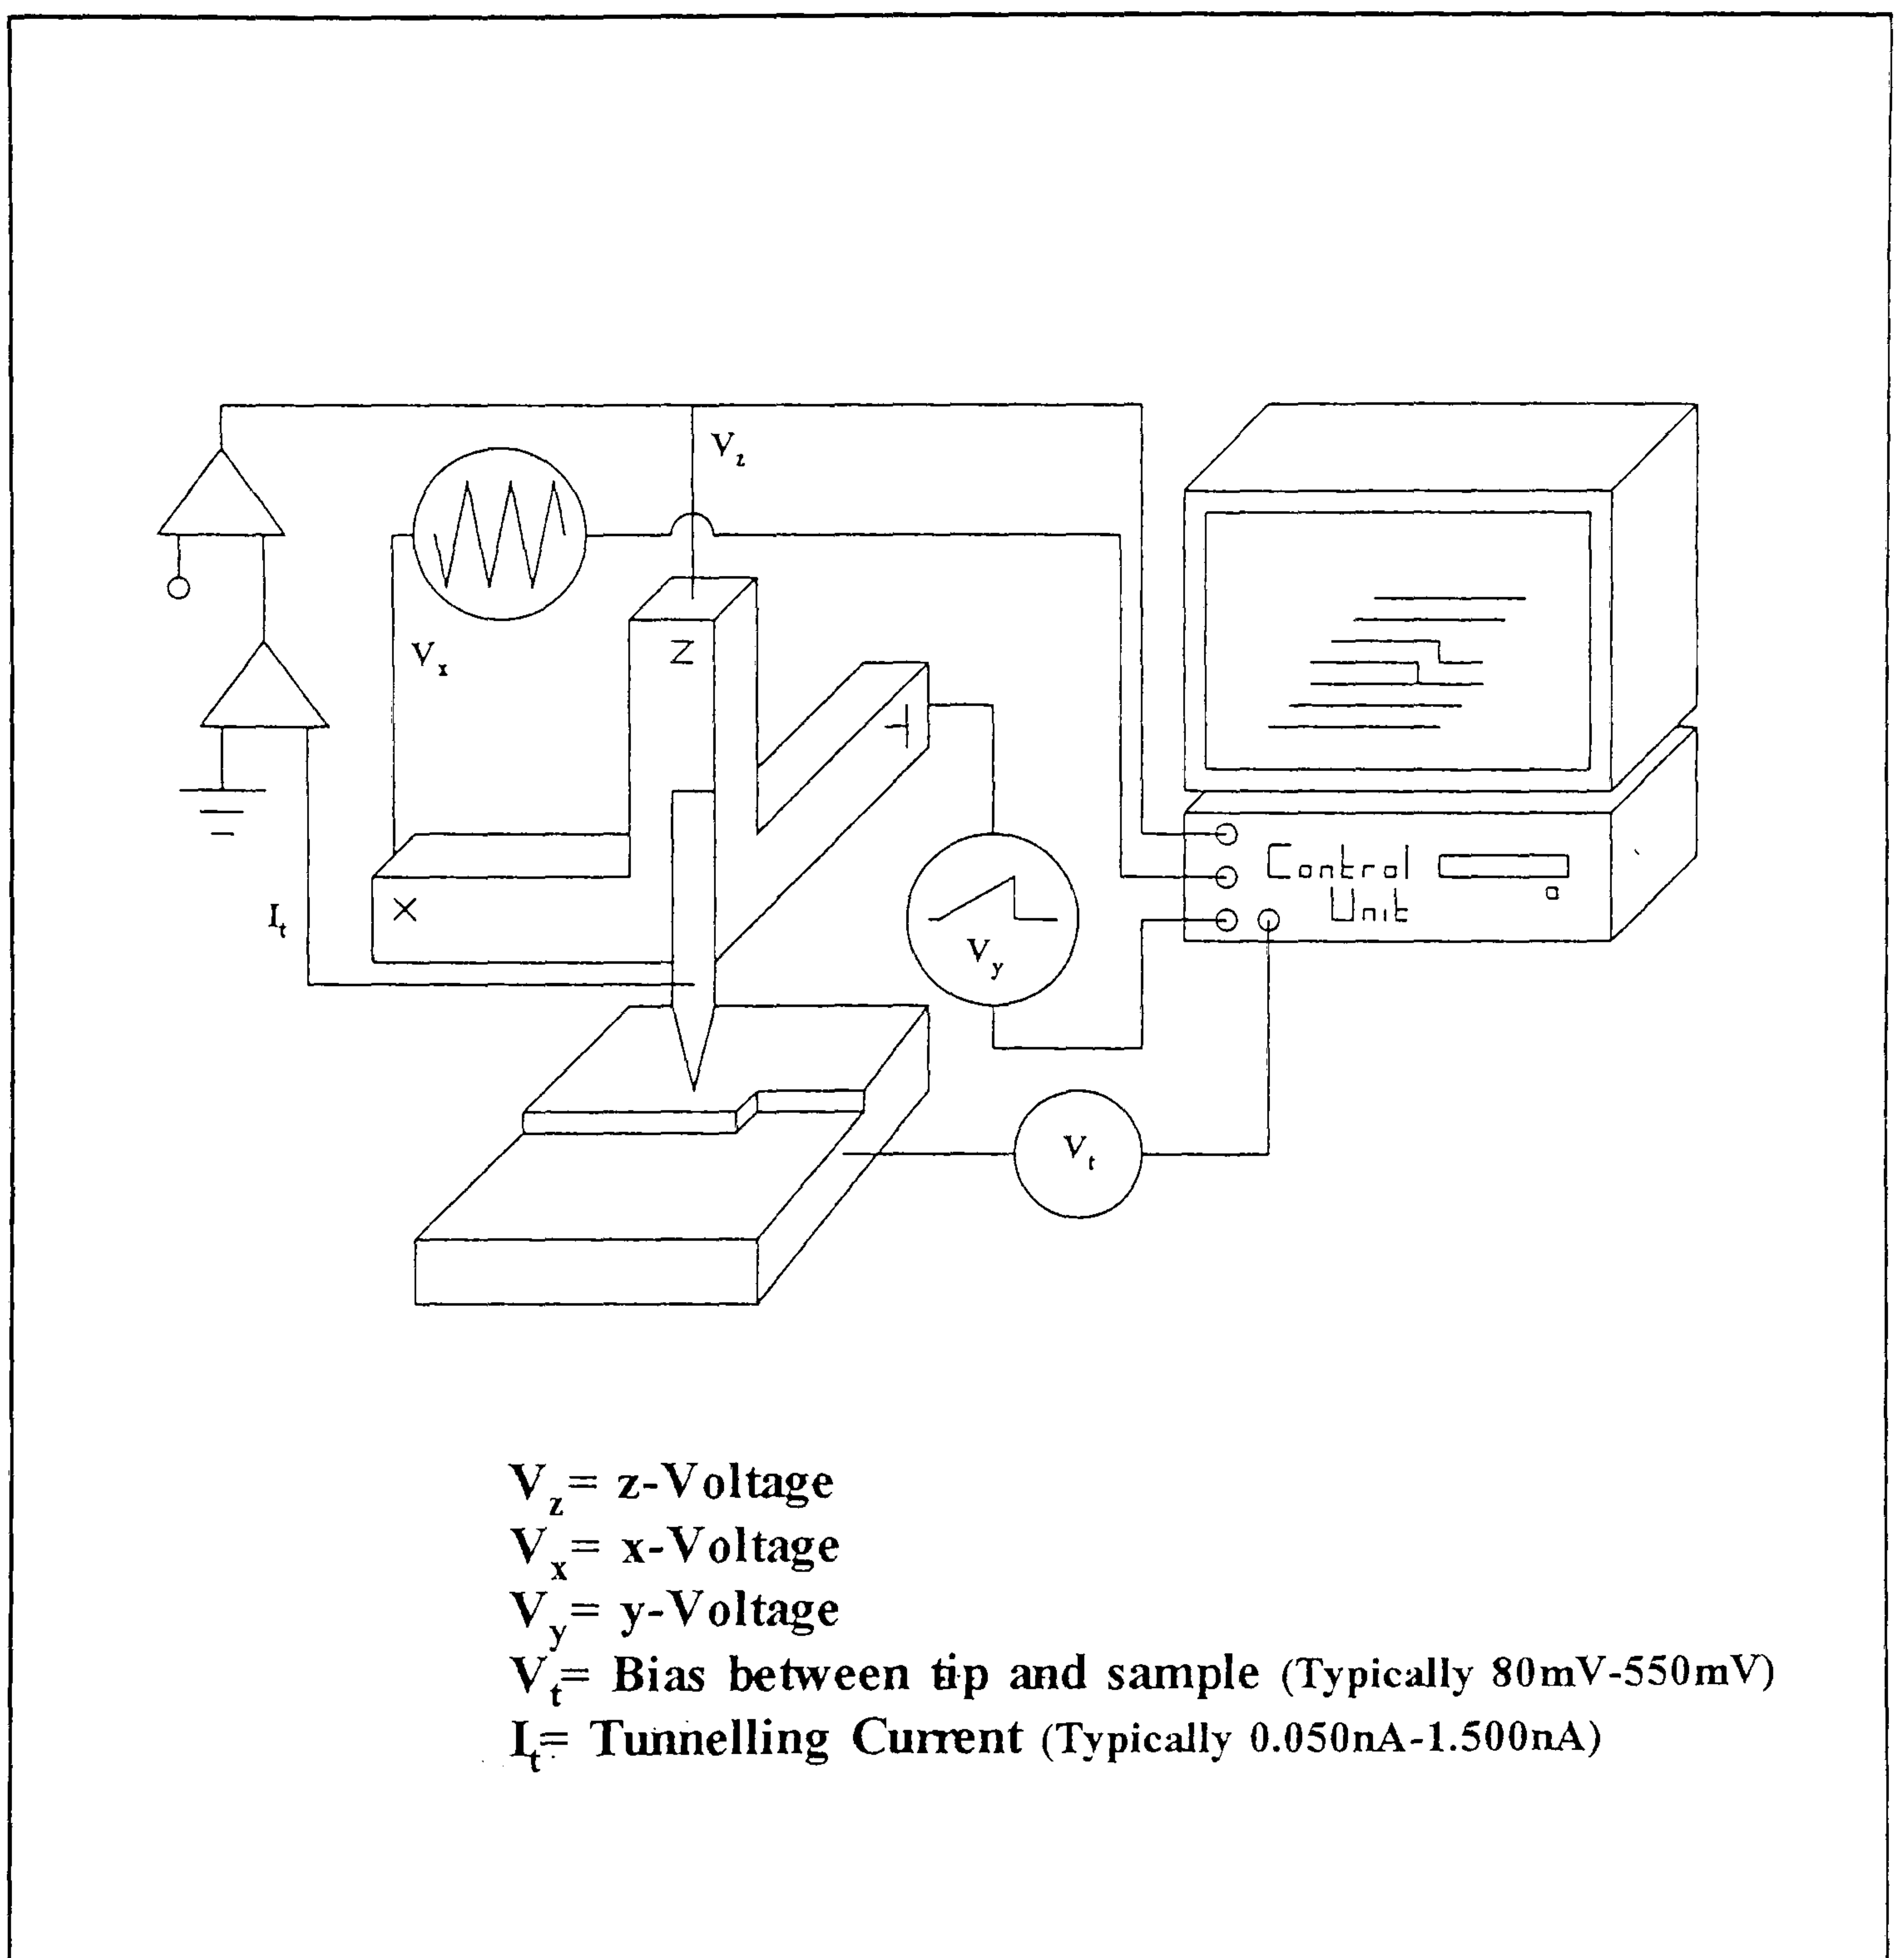 V_z
V_x
Z
I_t
X
V_y
Control
Unit
V_t
V_z= z-Voltage
V_x= x-Voltage
V_y= y-Voltage
V_t= Bias between tip and sample (Typically 80mV-550mV)
I_t= Tunnelling Current (Typically 0.050nA-1.500nA)